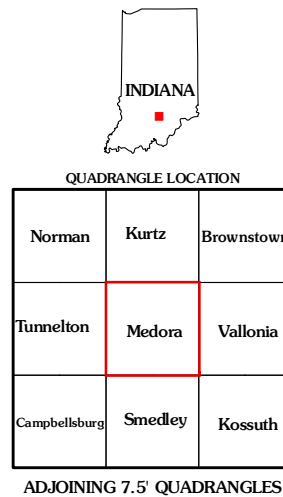 INDIANA
QUADRANGLE LOCATION
Norman Kurtz Brownstown
Tunnelton Medora Vallonia
Campbellsburg Smedley Kossuth
ADJOINING 7.5' QUADRANGLES